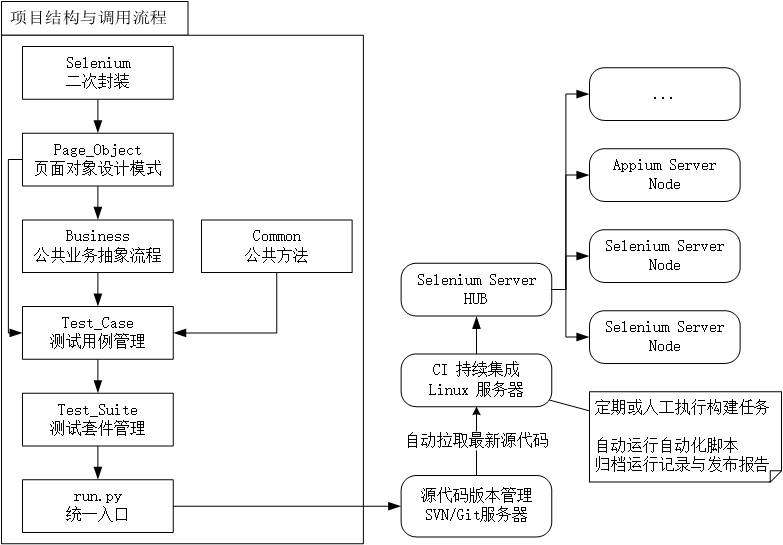 项目结构与调用流程
Selenium
二次封装
Page_Object
页面对象设计模式
Business
公共业务抽象流程
Common
公共方法
Test_Case
测试用例管理
Test_Suite
测试套件管理
run.py
统一入口
...
Appium Server
Node
Selenium Server
Node
Selenium Server
Node
Selenium Server
HUB
CI 持续集成
Linux 服务器
定期或人工执行构建任务
自动运行自动化脚本
归档运行记录与发布报告
自动拉取最新源代码
源代码版本管理
SVN/Git服务器